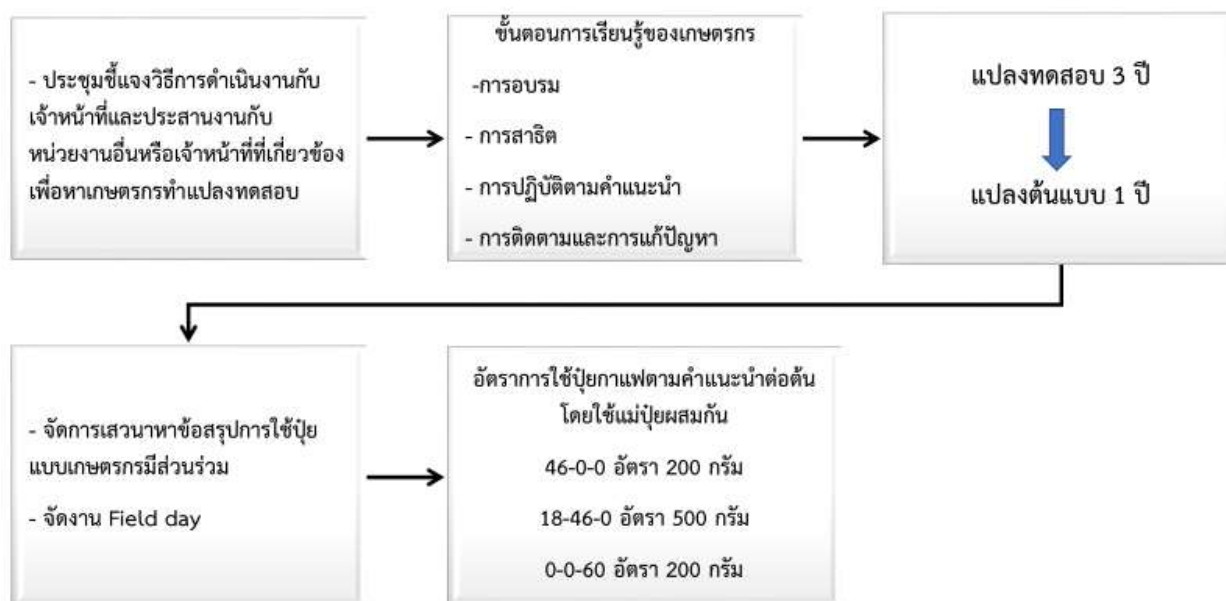 - ประชุมชี้แจงวิธีการดำเนินงานกับ
เจ้าหน้าที่และประสานงานกับ
หน่วยงานอื่นหรือเจ้าหน้าที่ที่เกี่ยวข้อง
เพื่อหาเกษตรกรทำแปลงทดสอบ
ขั้นตอนการเรียนรู้ของเกษตรกร
-การอบรม
- การสาธิต
- การปฏิบัติตามคำแนะนำ
- การติดตามและการแก้ปัญหา
แปลงทดสอบ 3 ปี
แปลงต้นแบบ 1 ปี
- จัดการเสวนาหาข้อสรุปการใช้ปุ๋ย
แบบเกษตรกรมีส่วนร่วม
- จัดงาน Field day
อัตราการใช้ปุ๋ยกาแฟตามคำแนะนำต่อต้น
โดยใช้แม่ปุ๋ยผสมกัน
46-0-0 อัตรา 200 กรัม
18-46-0 อัตรา 500 กรัม
0-0-60 อัตรา 200 กรัม